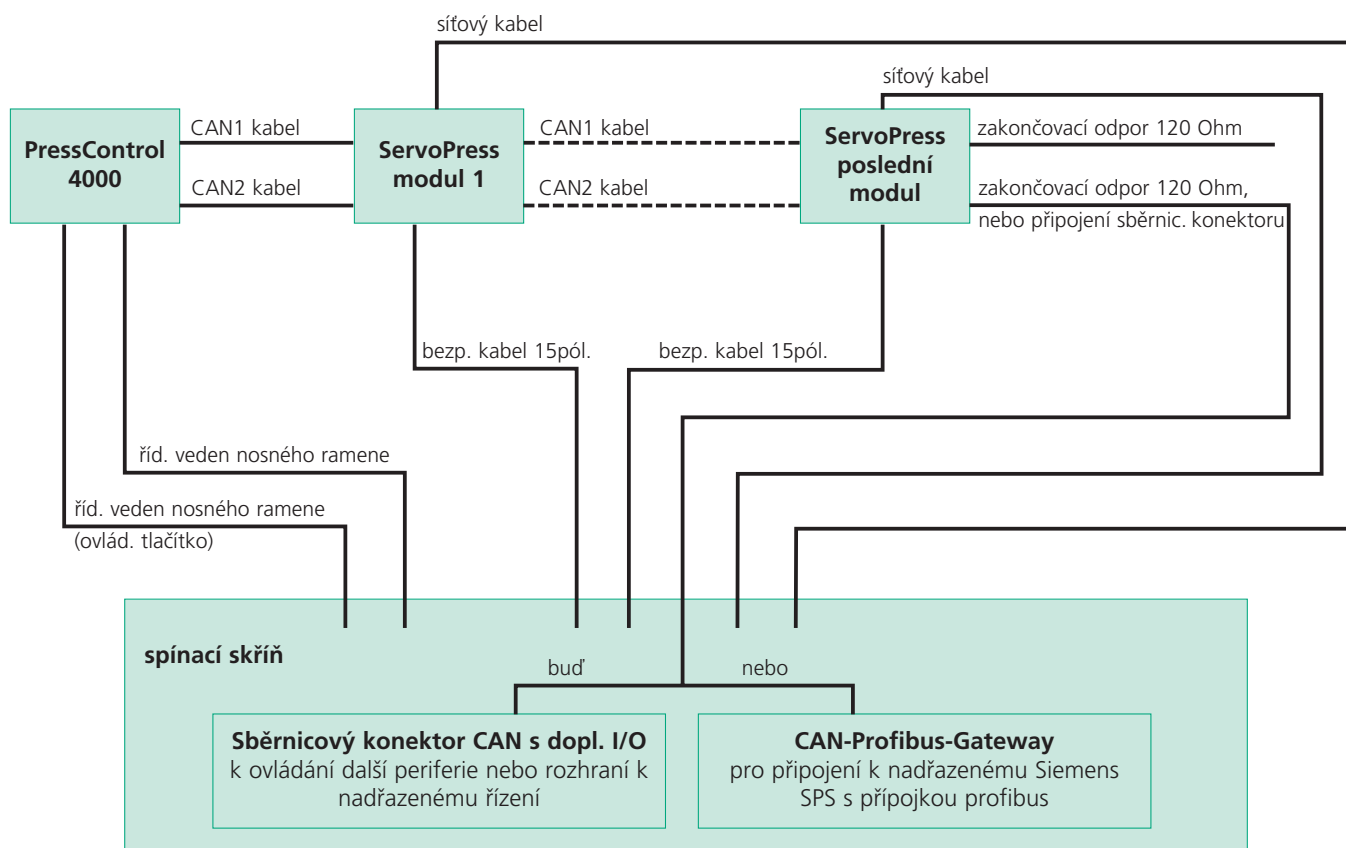 síťový kabel
síťový kabel
CAN1 kabel
CAN1 kabel
zakončovací odpor 120 Ohm
PressControl
4000
ServoPress
modul 1
ServoPress
poslední
modul
CAN2 kabel
CAN2 kabel
zakončovací odpor 120 Ohm,
nebo připojení sběrnic. konektoru
bezp. kabel 15pól.
bezp. kabel 15pól.
říd. veden nosného ramene
říd. veden nosného ramene
(ovlád. tlačítko)
spínací skříň
buď
nebo
Sběrnicový konektor CAN s dopl. I/O
k ovládání další periferie nebo rozhraní k
nadřazenému řízení
CAN-Profibus-Gateway
pro připojení k nadřazenému Siemens
SPS s přípojkou profibus